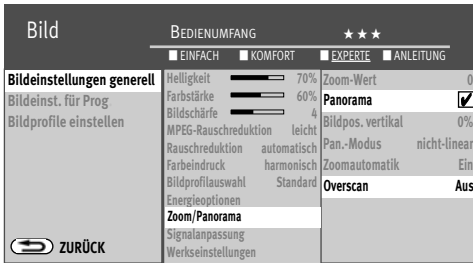 Bild
BEDIENUMFANG ★★★
EINFACH KOMFORT EXPERTE ANLEITUNG
Bildeinstellungen generell
Bildeinst. für Prog
Bildprofile einstellen
ZURÜCK
Helligkeit 70%
Farbstärke 60%
Bildschärfe 4
MPEG-Rauschreduktion leicht
Rauschreduktion automatisch
Farbeindruck harmonisch
Bildprofilauswahl Standard
Energieoptionen
Zoom/Panorama
Signalanpassung
Werkseinstellungen
Zoom-Wert 0
Panorama ✔
Bildpos. vertikal 0%
Pan.-Modus nicht-linear
Zoomautomatik Ein
Overscan Aus